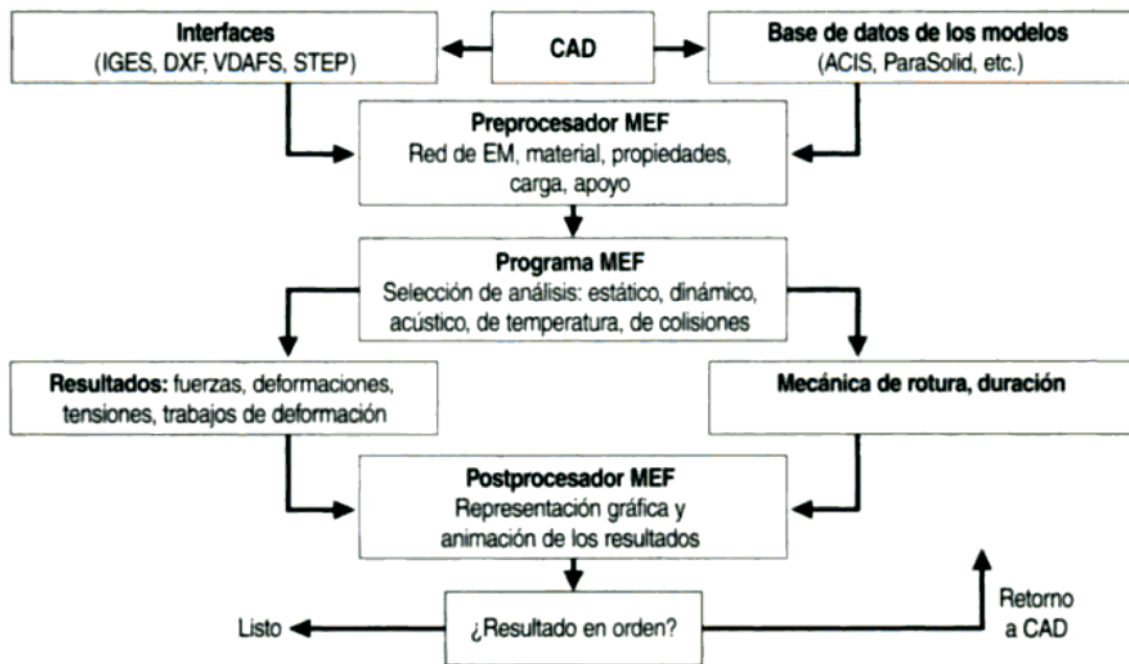 Interfaces
(IGES, DXF, VDAFS, STEP)
CAD
Base de datos de los modelos
(ACIS, ParaSolid, etc.)
Preprocesador MEF
Red de EM, material, propiedades,
carga, apoyo
Programa MEF
Selección de análisis: estático, dinámico,
acústico, de temperatura, de colisiones
Resultados: fuerzas, deformaciones,
tensiones, trabajos de deformación
Mecánica de rotura, duración
Postprocesador MEF
Representación gráfica y
animación de los resultados
Listo
¿Resultado en orden?
Retorno
a CAD